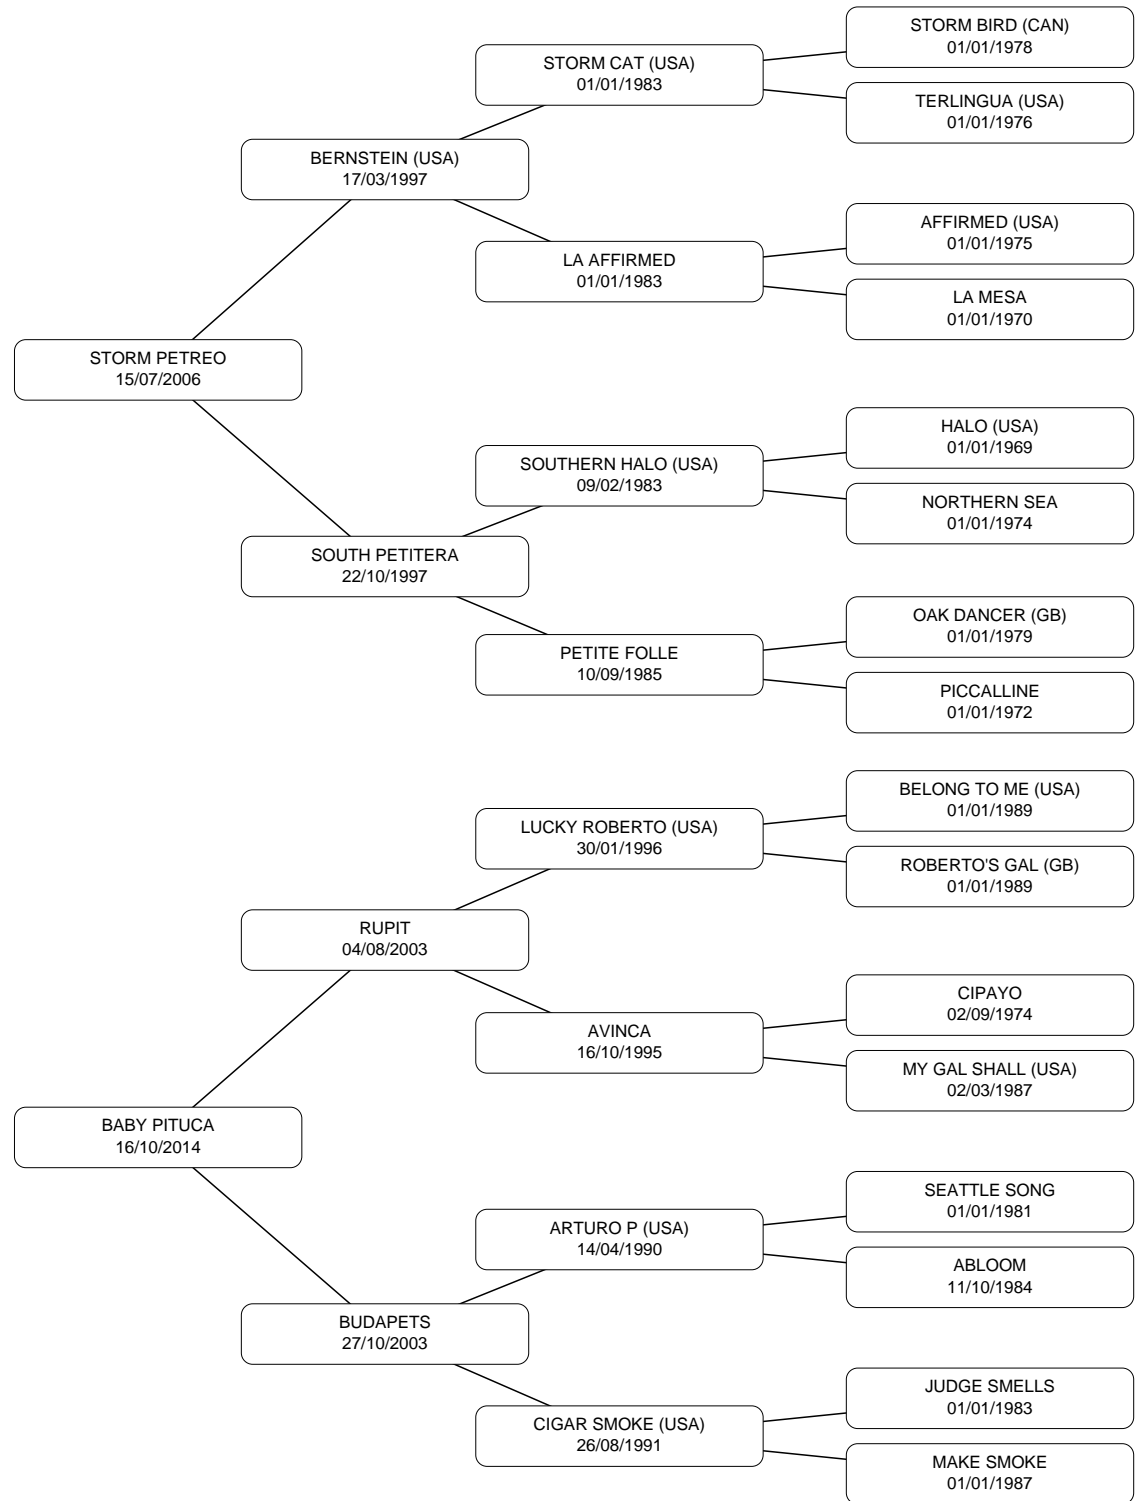 STORM BIRD (CAN)
01/01/1978
STORM CAT (USA)
01/01/1983
TERLINGUA (USA)
01/01/1976
BERNSTEIN (USA)
17/03/1997
AFFIRMED (USA)
01/01/1975
LA AFFIRMED
01/01/1983
LA MESA
01/01/1970
STORM PETREO
15/07/2006
HALO (USA)
01/01/1969
SOUTHERN HALO (USA)
09/02/1983
NORTHERN SEA
01/01/1974
SOUTH PETITERA
22/10/1997
OAK DANCER (GB)
01/01/1979
PETITE FOLLE
10/09/1985
PICCALLINE
01/01/1972
BELONG TO ME (USA)
01/01/1989
LUCKY ROBERTO (USA)
30/01/1996
ROBERTO'S GAL (GB)
01/01/1989
RUPIT
04/08/2003
CIPAYO
02/09/1974
AVINCA
16/10/1995
MY GAL SHALL (USA)
02/03/1987
BABY PITUCA
16/10/2014
SEATTLE SONG
01/01/1981
ARTURO P (USA)
14/04/1990
ABLOOM
11/10/1984
BUDAPETS
27/10/2003
JUDGE SMELLS
01/01/1983
CIGAR SMOKE (USA)
26/08/1991
MAKE SMOKE
01/01/1987